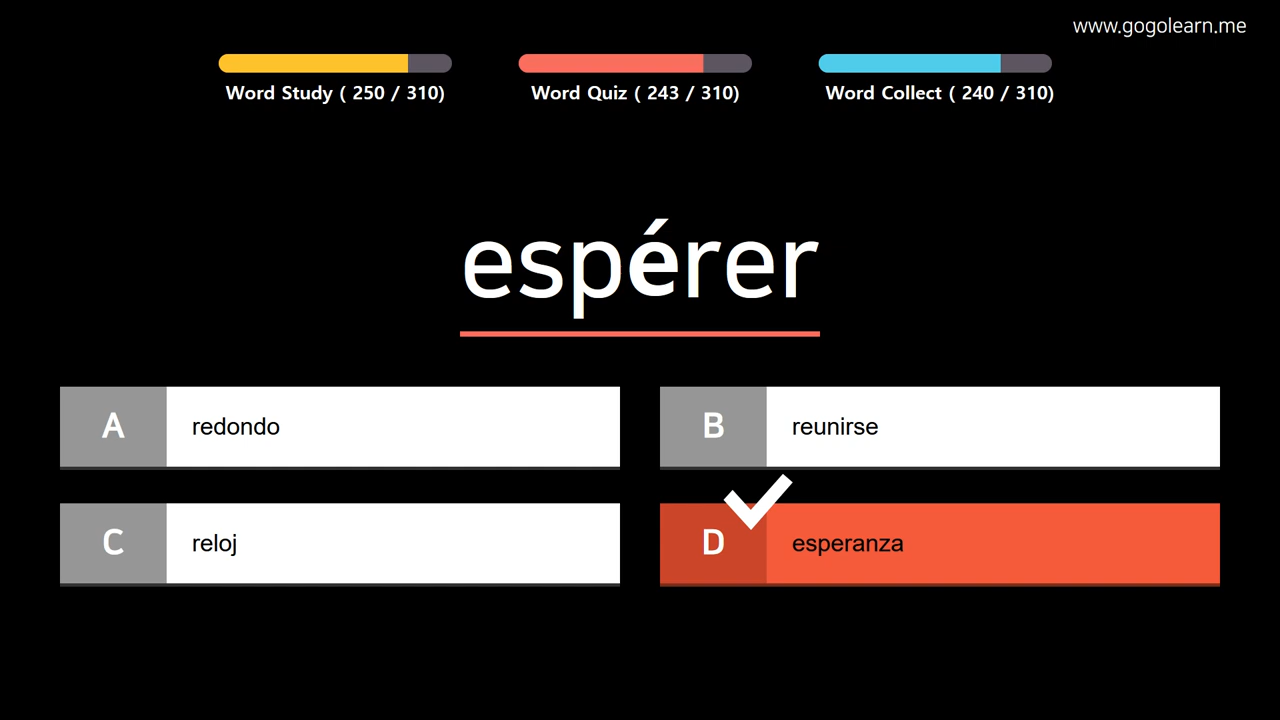 www.gogolearn.me
Word Study ( 250 / 310)
Word Quiz ( 243 / 310)
Word Collect ( 240 / 310)
espérer
A redondo
B reunirse
C reloj
D esperanza